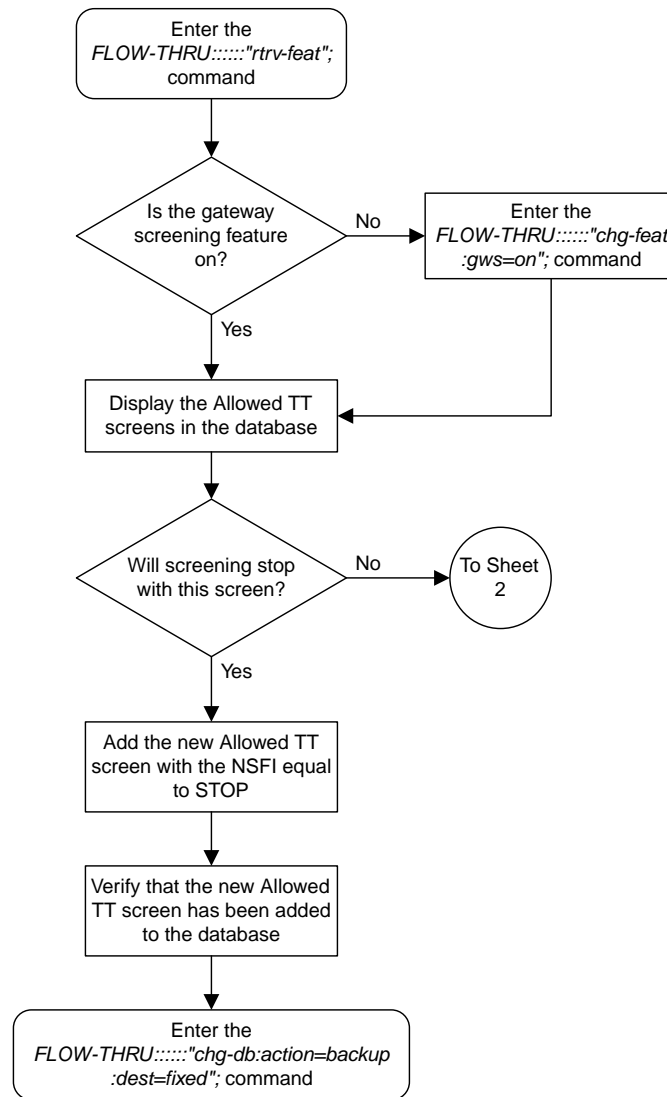 Enter the
FLOW-THRU::::::"rtrv-feat";
command
Is the gateway
screening feature
on?
No
Enter the
FLOW-THRU::::::"chg-feat
:gws=on"; command
Yes
Display the Allowed TT
screens in the database
Will screening stop
with this screen?
No
To Sheet
2
Yes
Add the new Allowed TT
screen with the NSFI equal
to STOP
Verify that the new Allowed
TT screen has been added
to the database
Enter the
FLOW-THRU::::::"chg-db:action=backup
:dest=fixed"; command